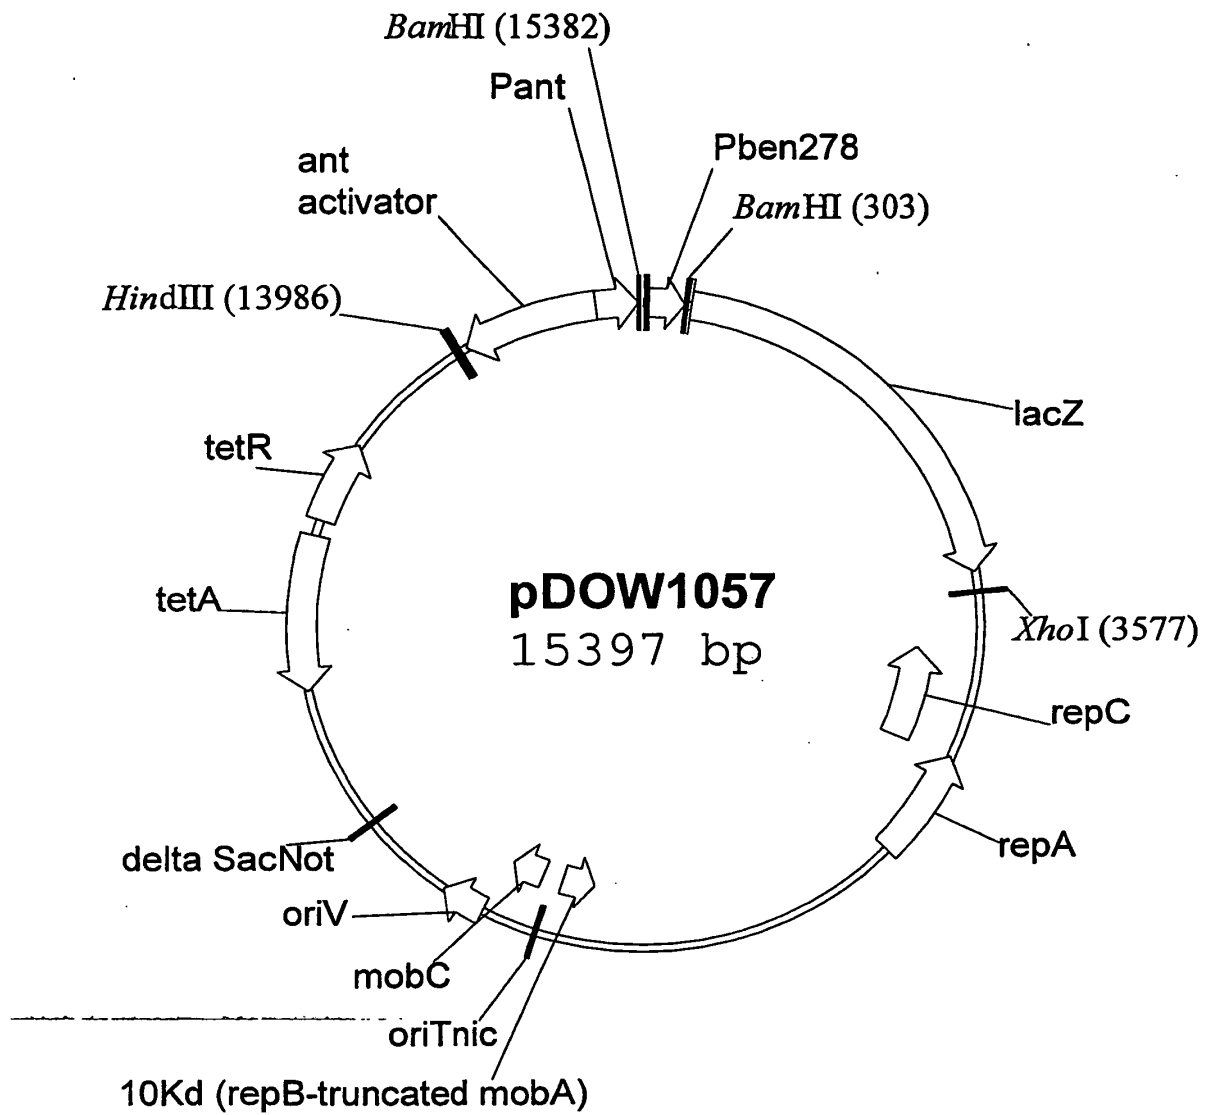 BamHI (15382)
Pant
Pben278
ant
activator
BamHI (303)
HindIII (13986)
lacZ
tetR
pDOW1057
15397 bp
tetA
XhoI (3577)
repC
repA
delta SacNot
oriV
mobC
oriTnic
10Kd (repB-truncated mobA)